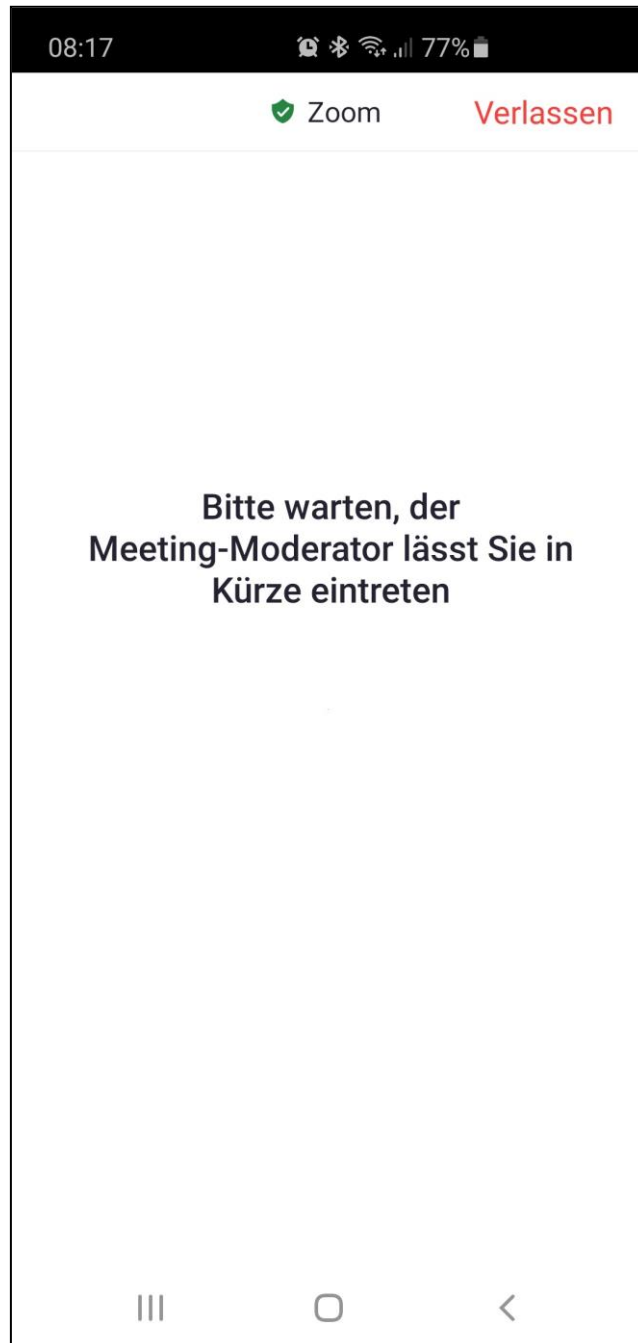 08:17 77%
Zoom Verlassen
Bitte warten, der
Meeting-Moderator lässt Sie in
Kürze eintreten